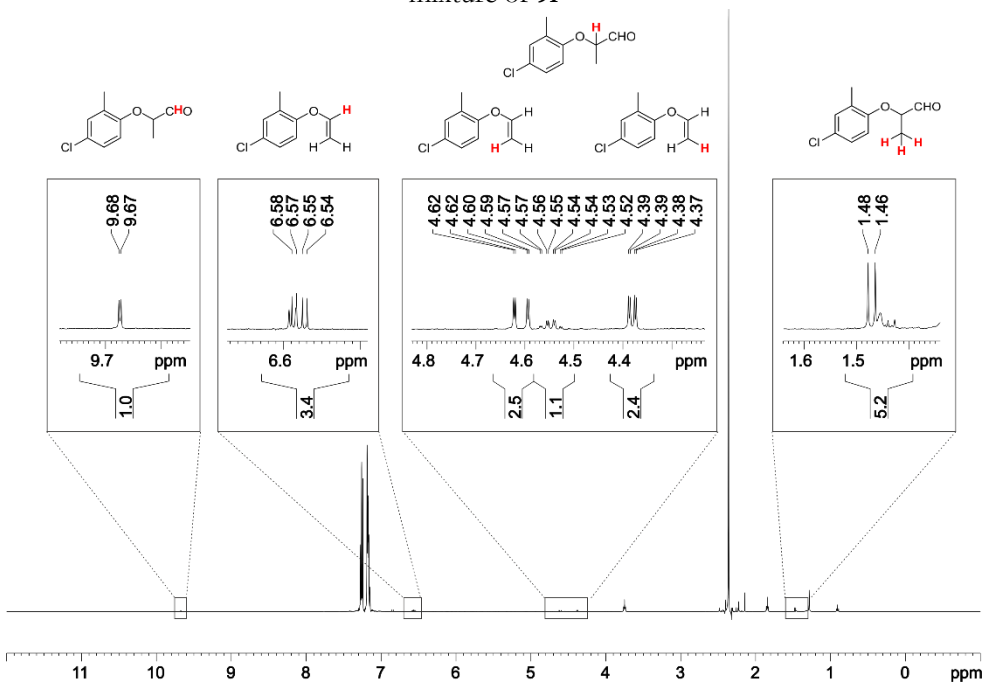 mixture of 9A
H
O
CHO
Cl
O
CHO
Cl
O
H
H
H
Cl
O
H
H
H
Cl
O
H
H
H
Cl
O
CHO
H
H
H
Cl
9.68
9.67
6.58
6.57
6.55
6.54
4.62
4.62
4.60
4.59
4.57
4.57
4.56
4.55
4.54
4.54
4.53
4.52
4.39
4.39
4.38
4.37
1.48
1.46
9.7 ppm
6.6 ppm
4.8 4.7 4.6 4.5 4.4 ppm
1.6 1.5 ppm
1.0
3.4
2.5
1.1
2.4
5.2
11 10 9 8 7 6 5 4 3 2 1 0 ppm